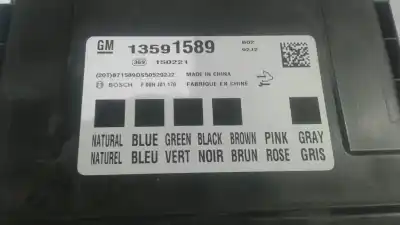 GM 13591589
369 150221
MADE IN CHINA
BOSCH FABRIQUE EN CHINE
NATURAL BLUE GREEN BLACK BROWN PINK GRAY
NATUREL BLEU VERT NOIR BRUN ROSE GRIS